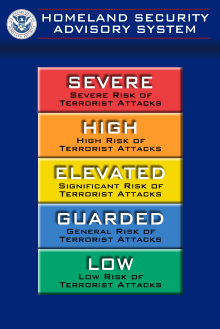 HOMELAND SECURITY
ADVISORY SYSTEM
SEVERE
SEVERE RISK OF
TERRORIST ATTACKS
HIGH
HIGH RISK OF
TERRORIST ATTACKS
ELEVATED
SIGNIFICANT RISK OF
TERRORIST ATTACKS
GUARDED
GENERAL RISK OF
TERRORIST ATTACKS
LOW
LOW RISK OF
TERRORIST ATTACKS